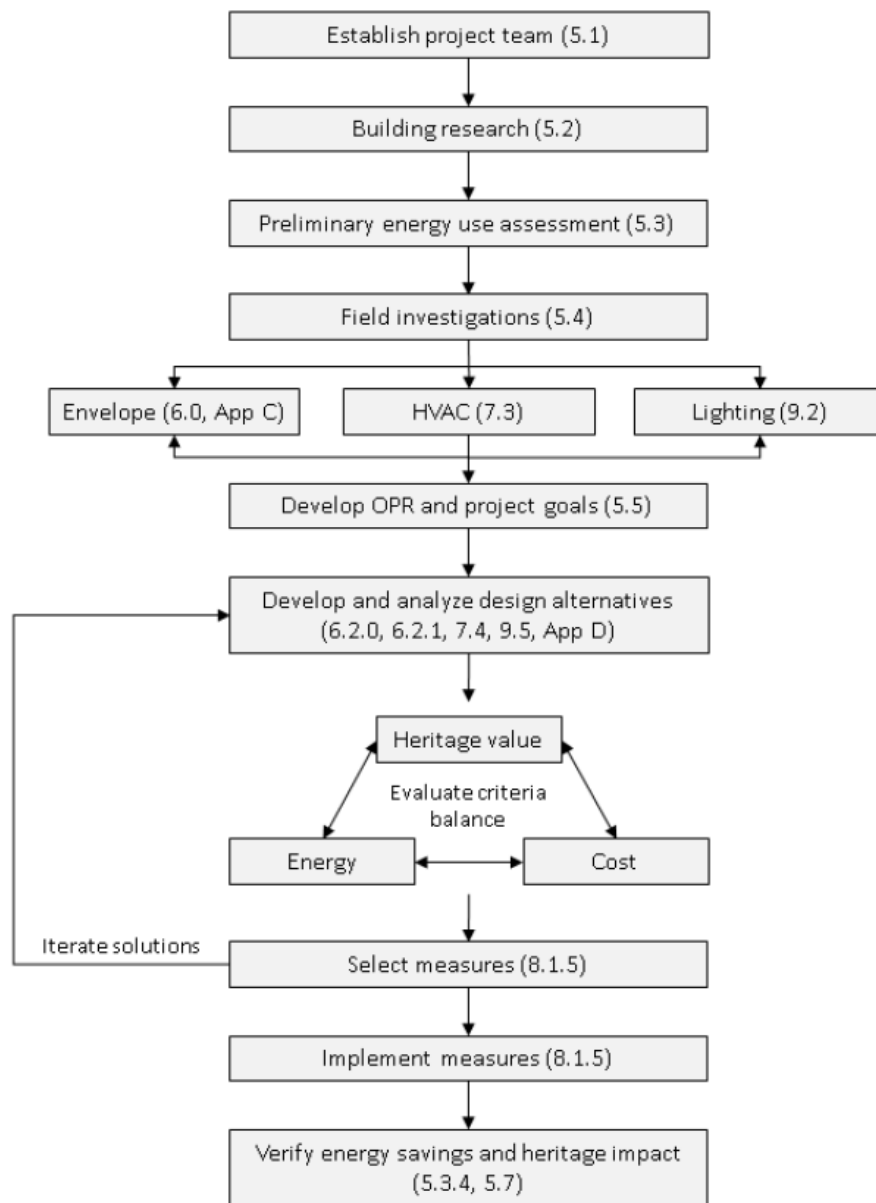 Establish project team (5.1)
Building research (5.2)
Preliminary energy use assessment (5.3)
Field investigations (5.4)
Envelope (6.0, App C)
HVAC (7.3)
Lighting (9.2)
Develop OPR and project goals (5.5)
Develop and analyze design alternatives
(6.2.0, 6.2.1, 7.4, 9.5, App D)
Heritage value
Evaluate criteria
balance
Energy
Cost
Iterate solutions
Select measures (8.1.5)
Implement measures (8.1.5)
Verify energy savings and heritage impact
(5.3.4, 5.7)